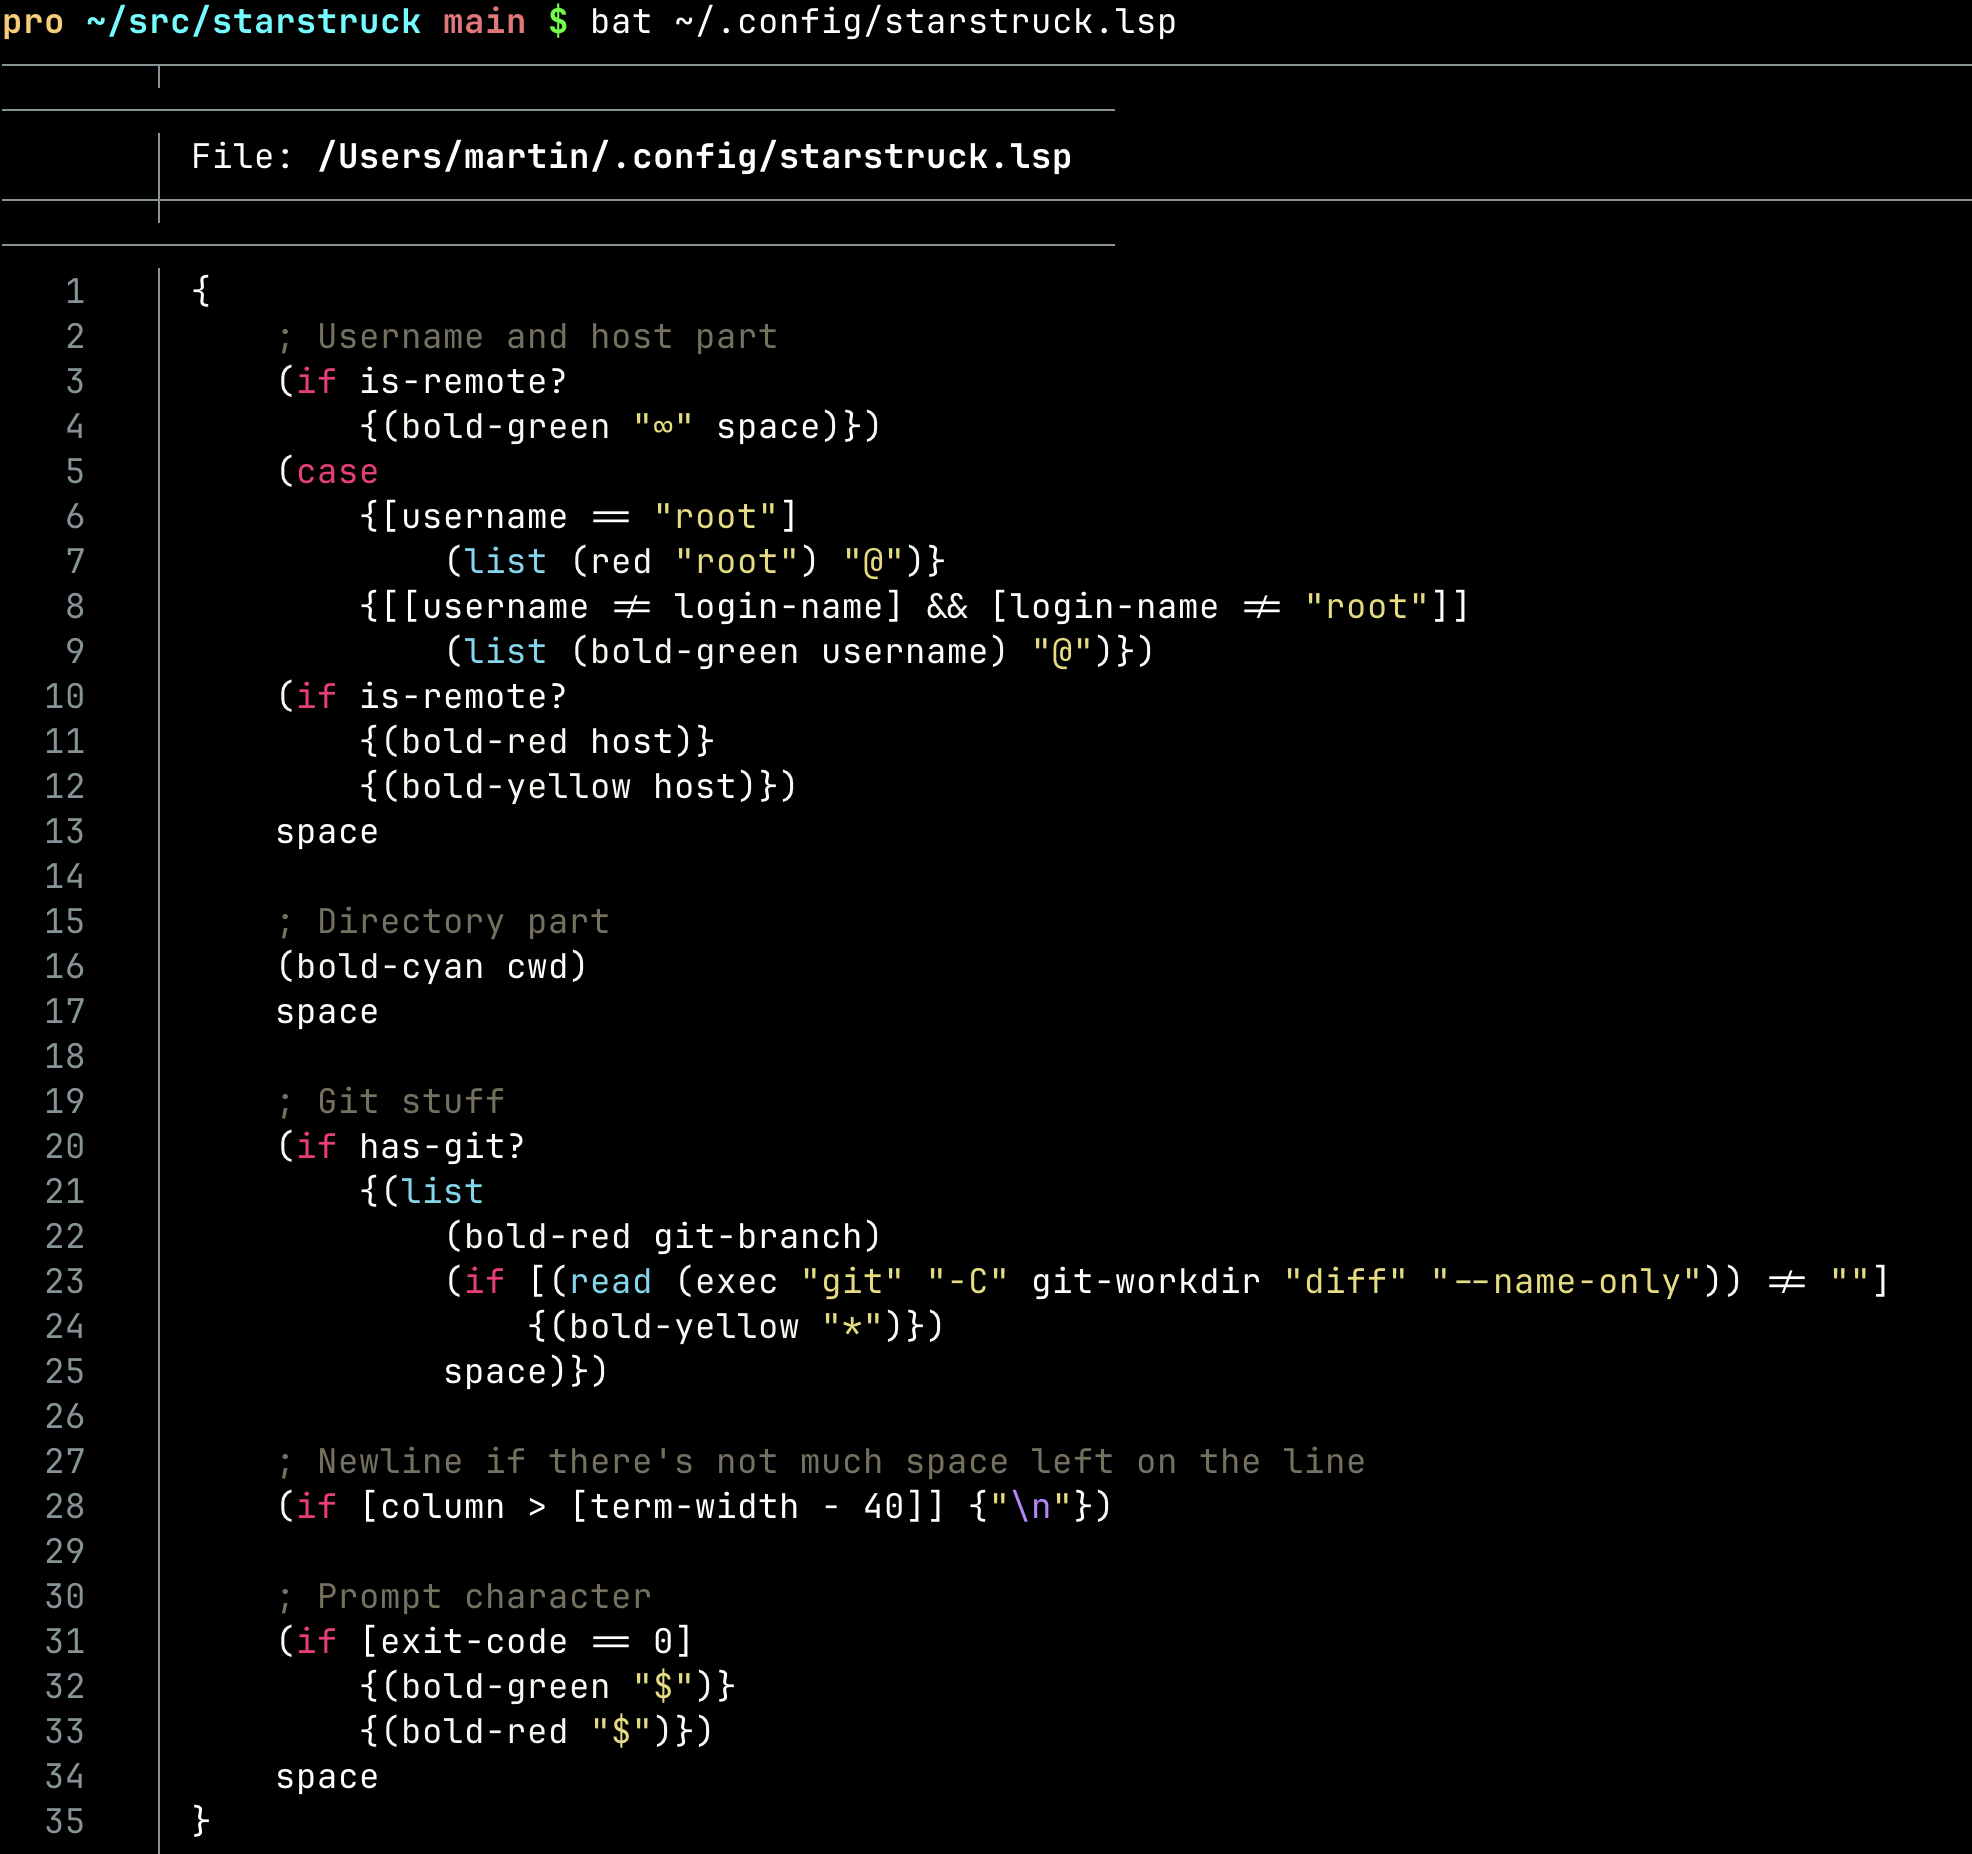 pro ~/src/starstruck main $ bat ~/.config/starstruck.lsp
File: /Users/martin/.config/starstruck.lsp
1 {
2     ; Username and host part
3     (if is-remote?
4         {(bold-green "∞" space)})
5     (case
6         {[username == "root"]
7             (list (red "root") "@")}
8         {[[username != login-name] && [login-name != "root"]]
9             (list (bold-green username) "@")})
10     (if is-remote?
11         {(bold-red host)}
12         {(bold-yellow host)})
13     space
14
15     ; Directory part
16     (bold-cyan cwd)
17     space
18
19     ; Git stuff
20     (if has-git?
21         {(list
22             (bold-red git-branch)
23             (if [(read (exec "git" "-C" git-workdir "diff" "--name-only")) != ""]
24                 {(bold-yellow "*")})
25             space)})
26
27     ; Newline if there's not much space left on the line
28     (if [column > [term-width - 40]] {"\n"})
29
30     ; Prompt character
31     (if [exit-code == 0]
32         {(bold-green "$")}
33         {(bold-red "$")})
34     space
35 }